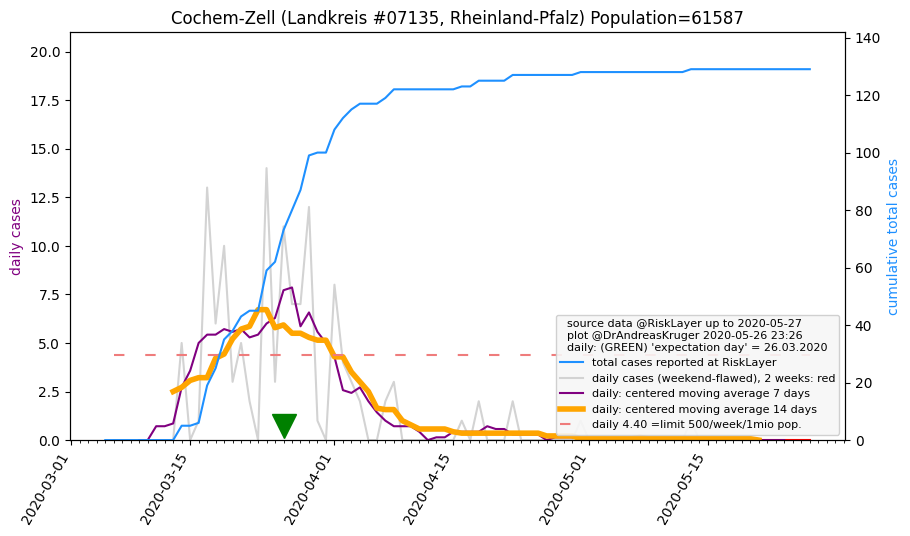 Cochem-Zell (Landkreis #07135, Rheinland-Pfalz) Population=61587
daily cases
20.0
17.5
15.0
12.5
10.0
7.5
5.0
2.5
0.0
140
120
100
80
60
40
20
0
cumulative total cases
source data @RiskLayer up to 2020-05-27
plot @DrAndreasKruger 2020-05-26 23:26
daily: (GREEN) 'expectation day' = 26.03.2020
total cases reported at RiskLayer
daily cases (weekend-flawed), 2 weeks: red
daily: centered moving average 7 days
daily: centered moving average 14 days
daily 4.40 =limit 500/week/1mio pop.
2020-03-01
2020-03-15
2020-04-01
2020-04-15
2020-05-01
2020-05-15